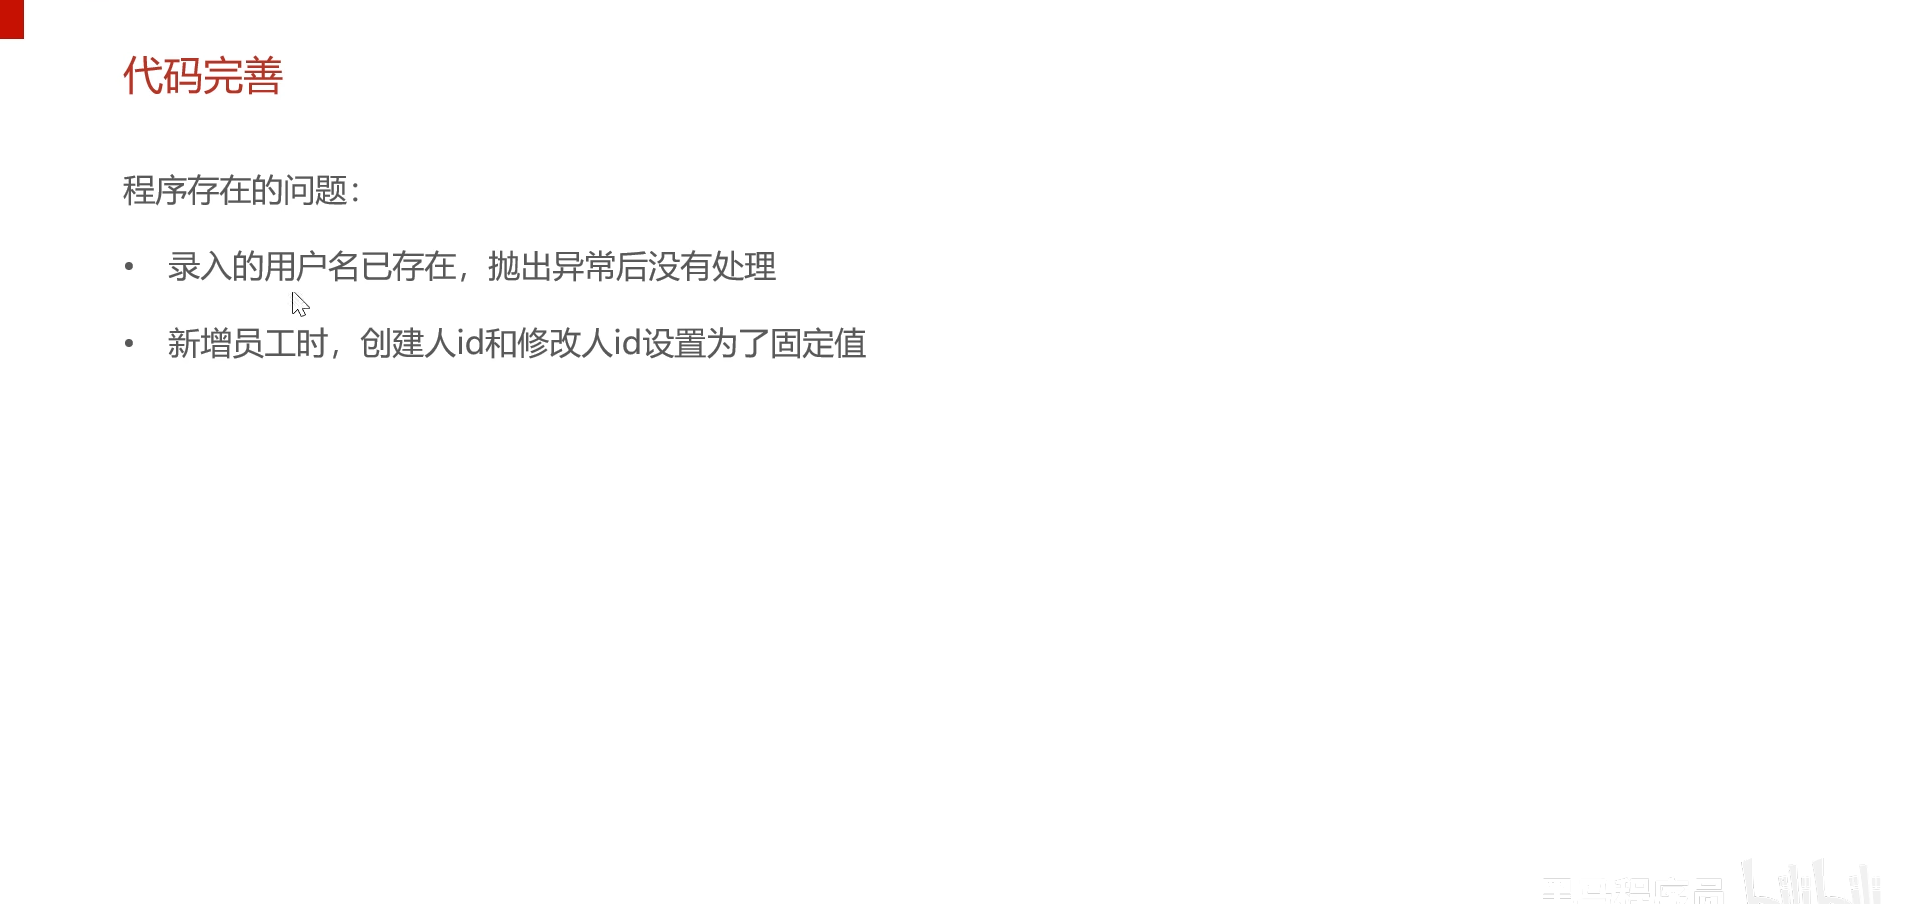 代码完善
程序存在的问题：
• 录入的用户名已存在，抛出异常后没有处理
• 新增员工时，创建人id和修改人id设置为了固定值